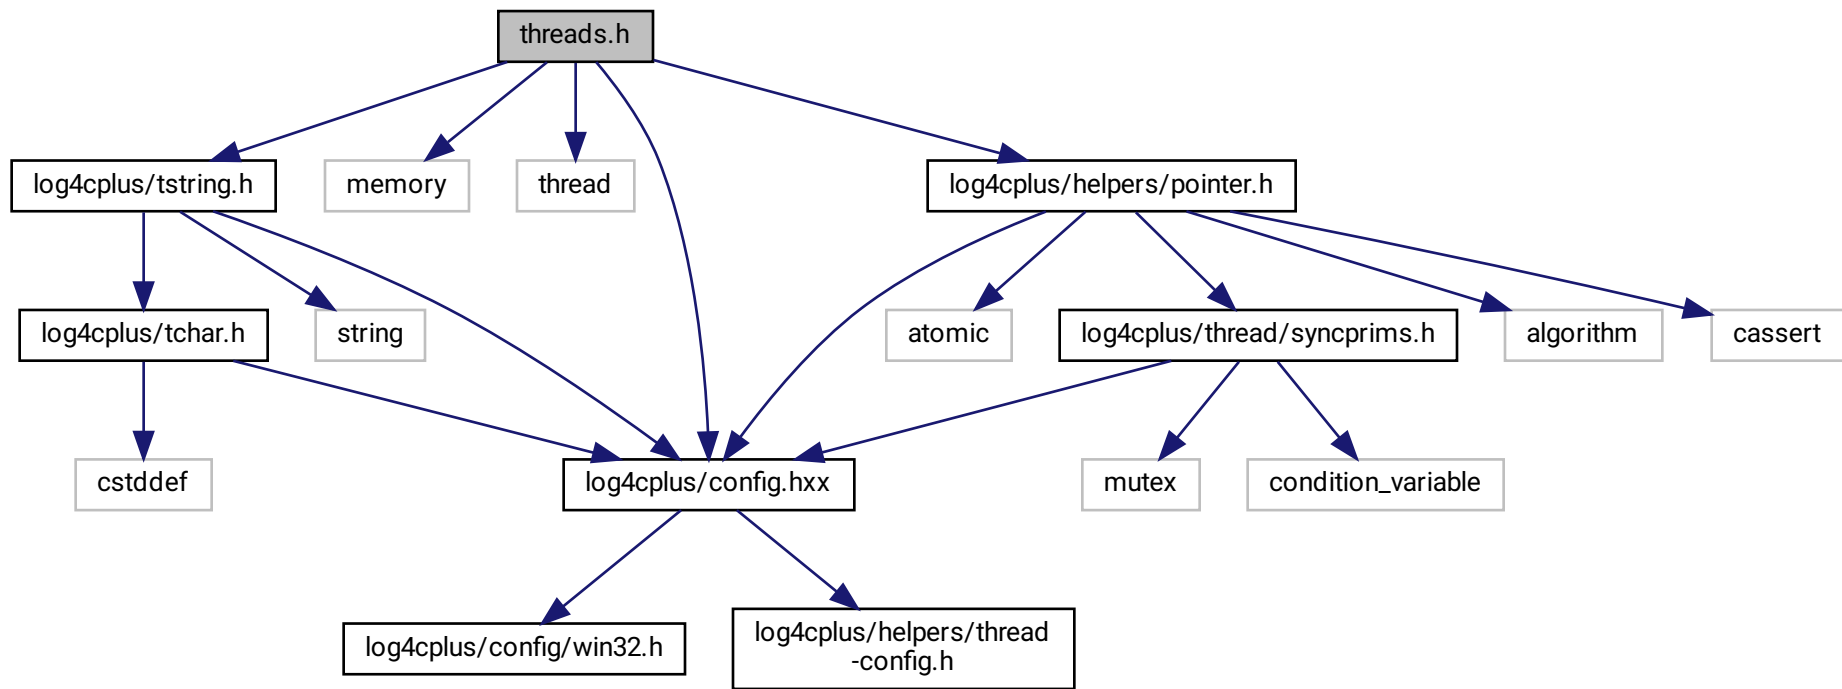 threads.h
log4cplus/tstring.h
memory
thread
log4cplus/helpers/pointer.h
log4cplus/tchar.h
string
atomic
log4cplus/thread/syncprims.h
algorithm
cassert
cstddef
log4cplus/config.hxx
mutex
condition_variable
log4cplus/config/win32.h
log4cplus/helpers/thread
-config.h